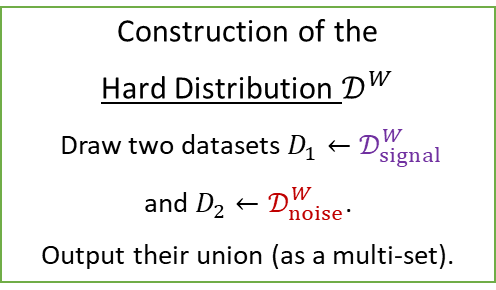 Construction of the
Hard Distribution 𝒟^W
Draw two datasets D₁ ← 𝒟^W_signal
and D₂ ← 𝒟^W_noise.
Output their union (as a multi-set).